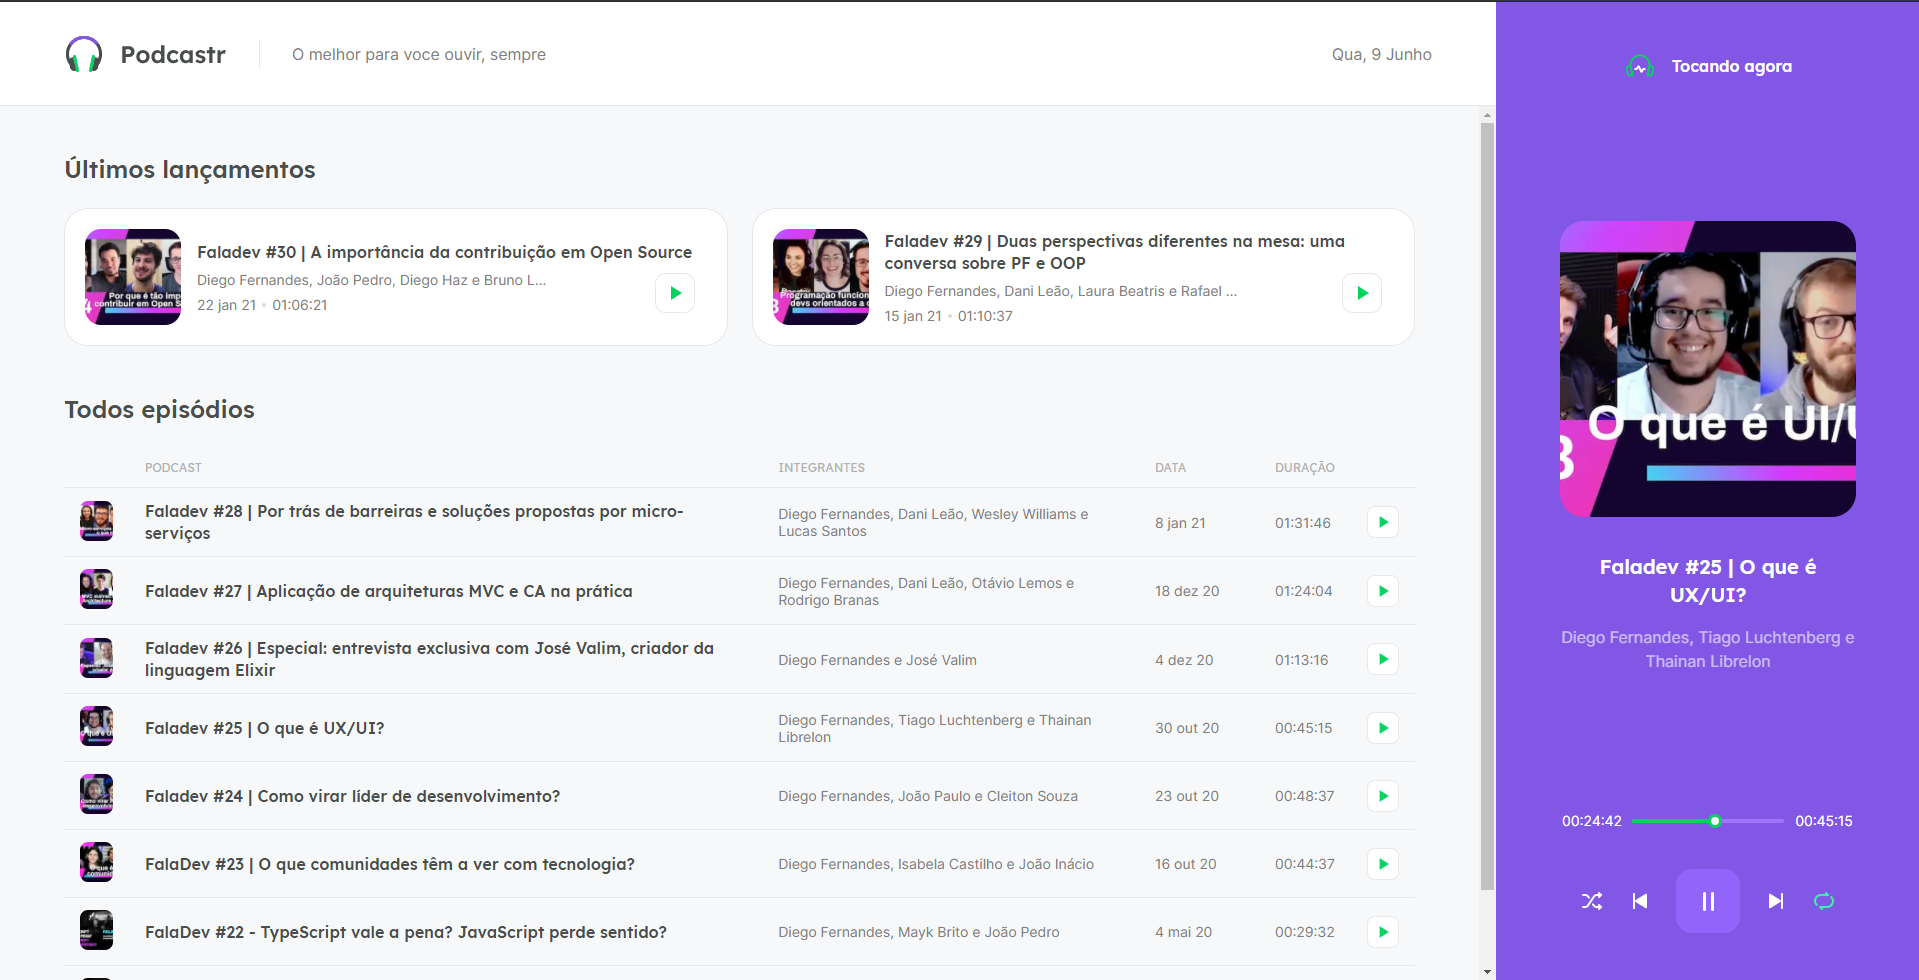 Podcastr
O melhor para voce ouvir, sempre
Qua, 9 Junho
Últimos lançamentos
Faladev #30 | A importância da contribuição em Open Source
Diego Fernandes, João Pedro, Diego Haz e Bruno L...
22 jan 21 • 01:06:21
Por que é tão imp
contribuir em Open S
Faladev #29 | Duas perspectivas diferentes na mesa: uma
conversa sobre PF e OOP
Diego Fernandes, Dani Leão, Laura Beatris e Rafael ...
15 jan 21 • 01:10:37
Programação funcion
devs orientados a
Todos episódios
PODCAST INTEGRANTES DATA DURAÇÃO
Faladev #28 | Por trás de barreiras e soluções propostas por micro-
serviços
Diego Fernandes, Dani Leão, Wesley Williams e
Lucas Santos
8 jan 21
01:31:46
Faladev #27 | Aplicação de arquiteturas MVC e CA na prática
Diego Fernandes, Dani Leão, Otávio Lemos e
Rodrigo Branas
18 dez 20
01:24:04
Faladev #26 | Especial: entrevista exclusiva com José Valim, criador da
linguagem Elixir
Diego Fernandes e José Valim
4 dez 20
01:13:16
Faladev #25 | O que é UX/UI?
Diego Fernandes, Tiago Luchtenberg e Thainan
Librelon
30 out 20
00:45:15
Faladev #24 | Como virar líder de desenvolvimento?
Diego Fernandes, João Paulo e Cleiton Souza
23 out 20
00:48:37
FalaDev #23 | O que comunidades têm a ver com tecnologia?
Diego Fernandes, Isabela Castilho e João Inácio
16 out 20
00:44:37
FalaDev #22 - TypeScript vale a pena? JavaScript perde sentido?
Diego Fernandes, Mayk Brito e João Pedro
4 mai 20
00:29:32
Tocando agora
O que é UI/U
3
Faladev #25 | O que é
UX/UI?
Diego Fernandes, Tiago Luchtenberg e
Thainan Librelon
00:24:42
00:45:15